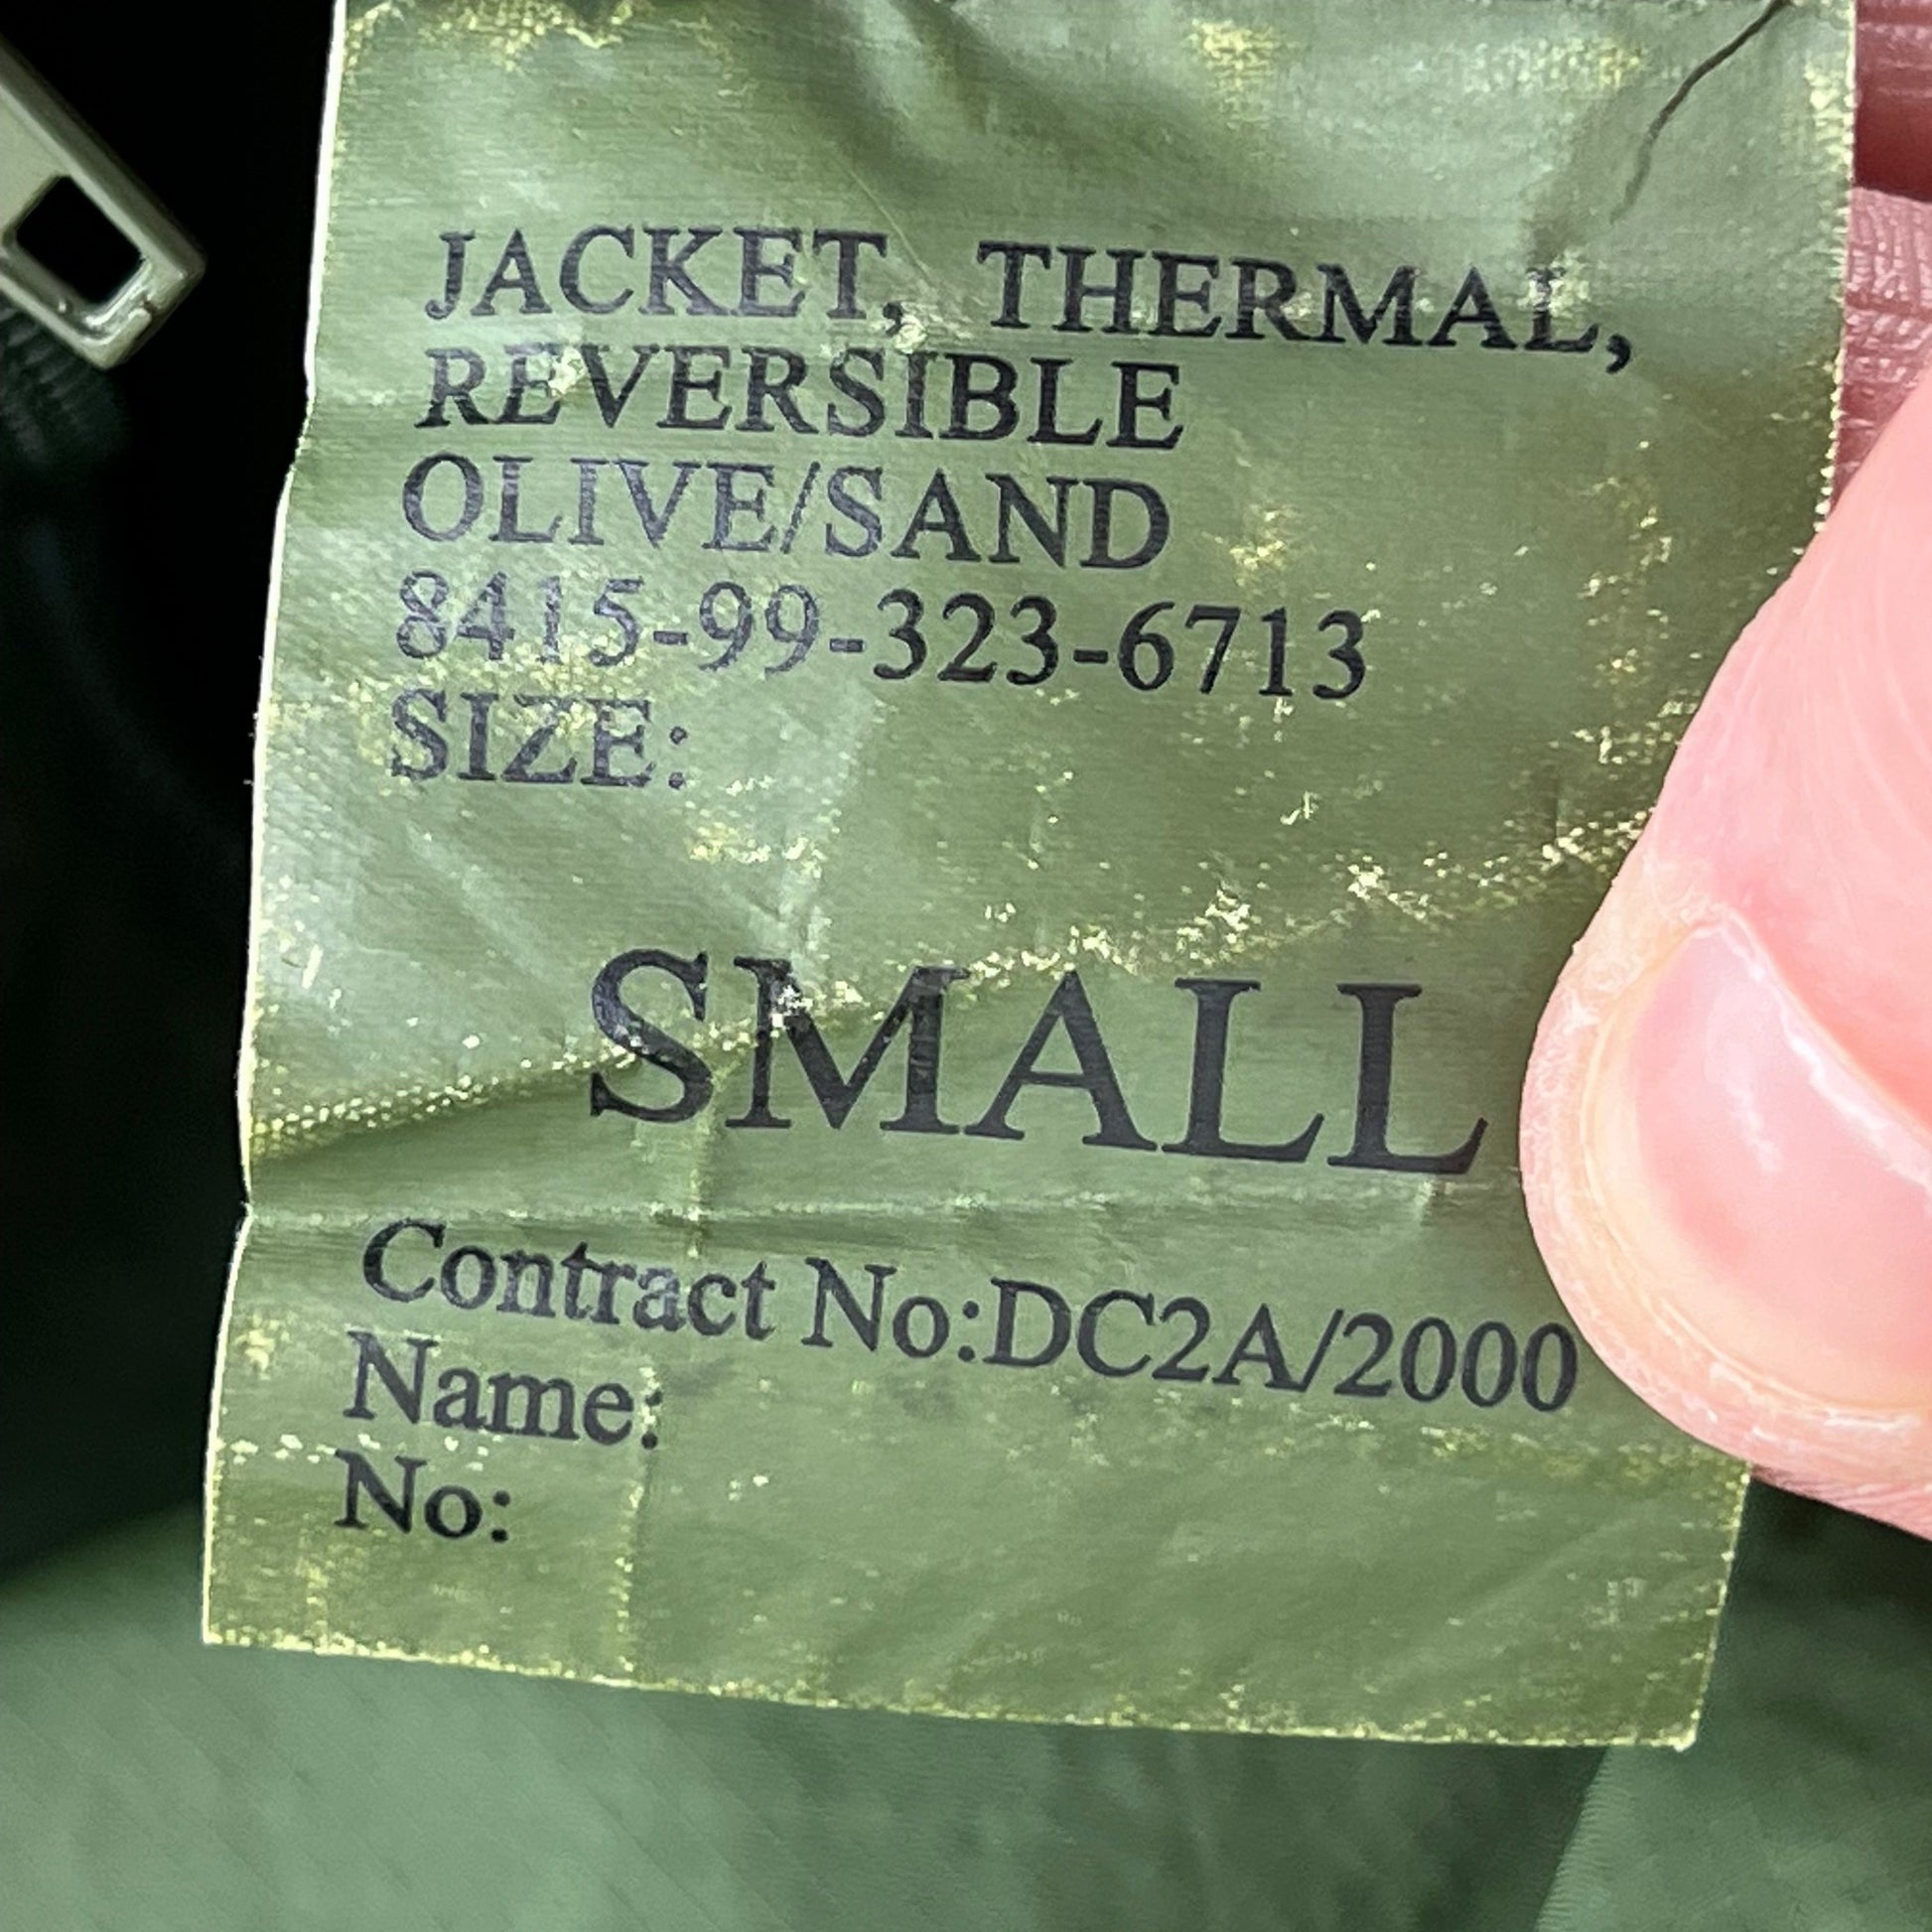 JACKET, THERMAL,
REVERSIBLE
OLIVE/SAND
8415-99-323-6713
SIZE:
SMALL
Contract No:DC2A/2000
Name:
No: